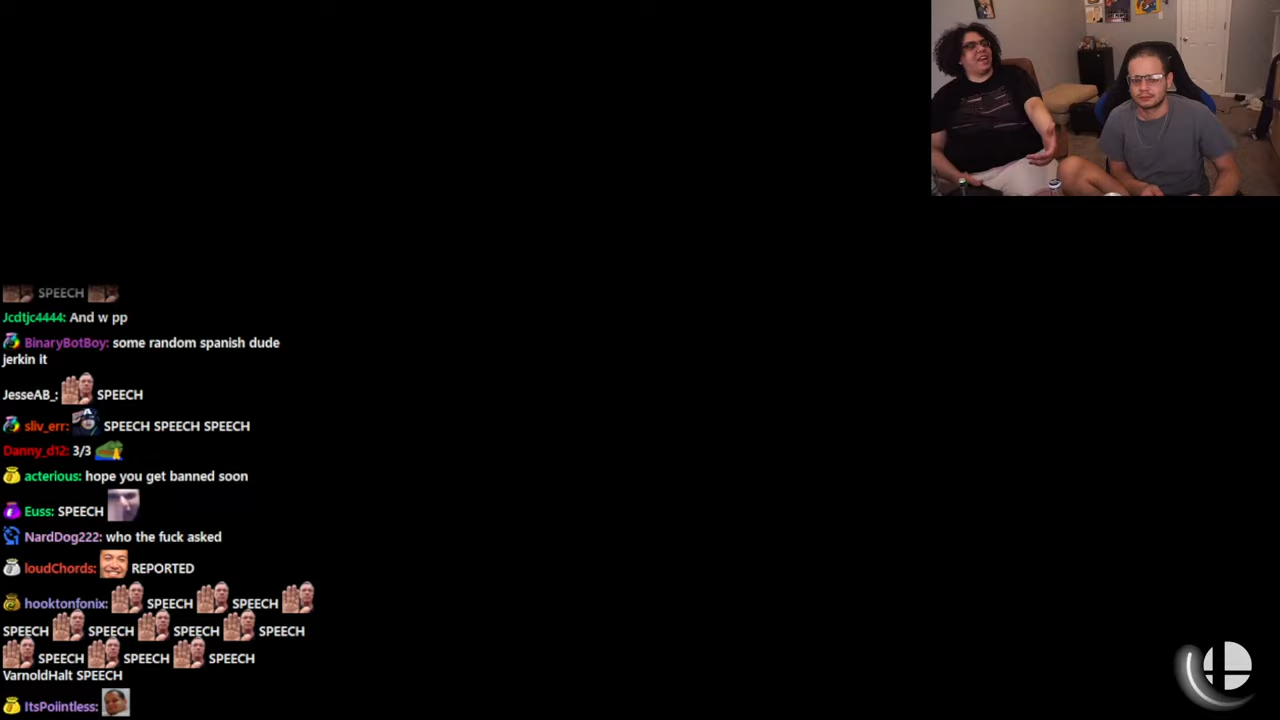 SPEECH
Jcdtjc4444: And w pp
BinaryBotBoy: some random spanish dude
jerkin it
JesseAB_: SPEECH
sliv_err: SPEECH SPEECH SPEECH
Danny_d12: 3/3
acterious: hope you get banned soon
Euss: SPEECH
NardDog222: who the fuck asked
loudChords: REPORTED
hooktonfonix: SPEECH SPEECH
SPEECH SPEECH SPEECH SPEECH
SPEECH SPEECH SPEECH
VarnoldHalt SPEECH
ItsPoiintless: